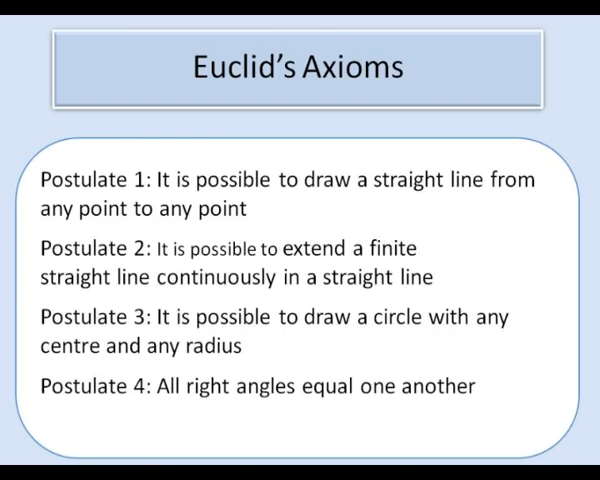 Euclid's Axioms
Postulate 1: It is possible to draw a straight line from
any point to any point
Postulate 2: It is possible to extend a finite
straight line continuously in a straight line
Postulate 3: It is possible to draw a circle with any
centre and any radius
Postulate 4: All right angles equal one another